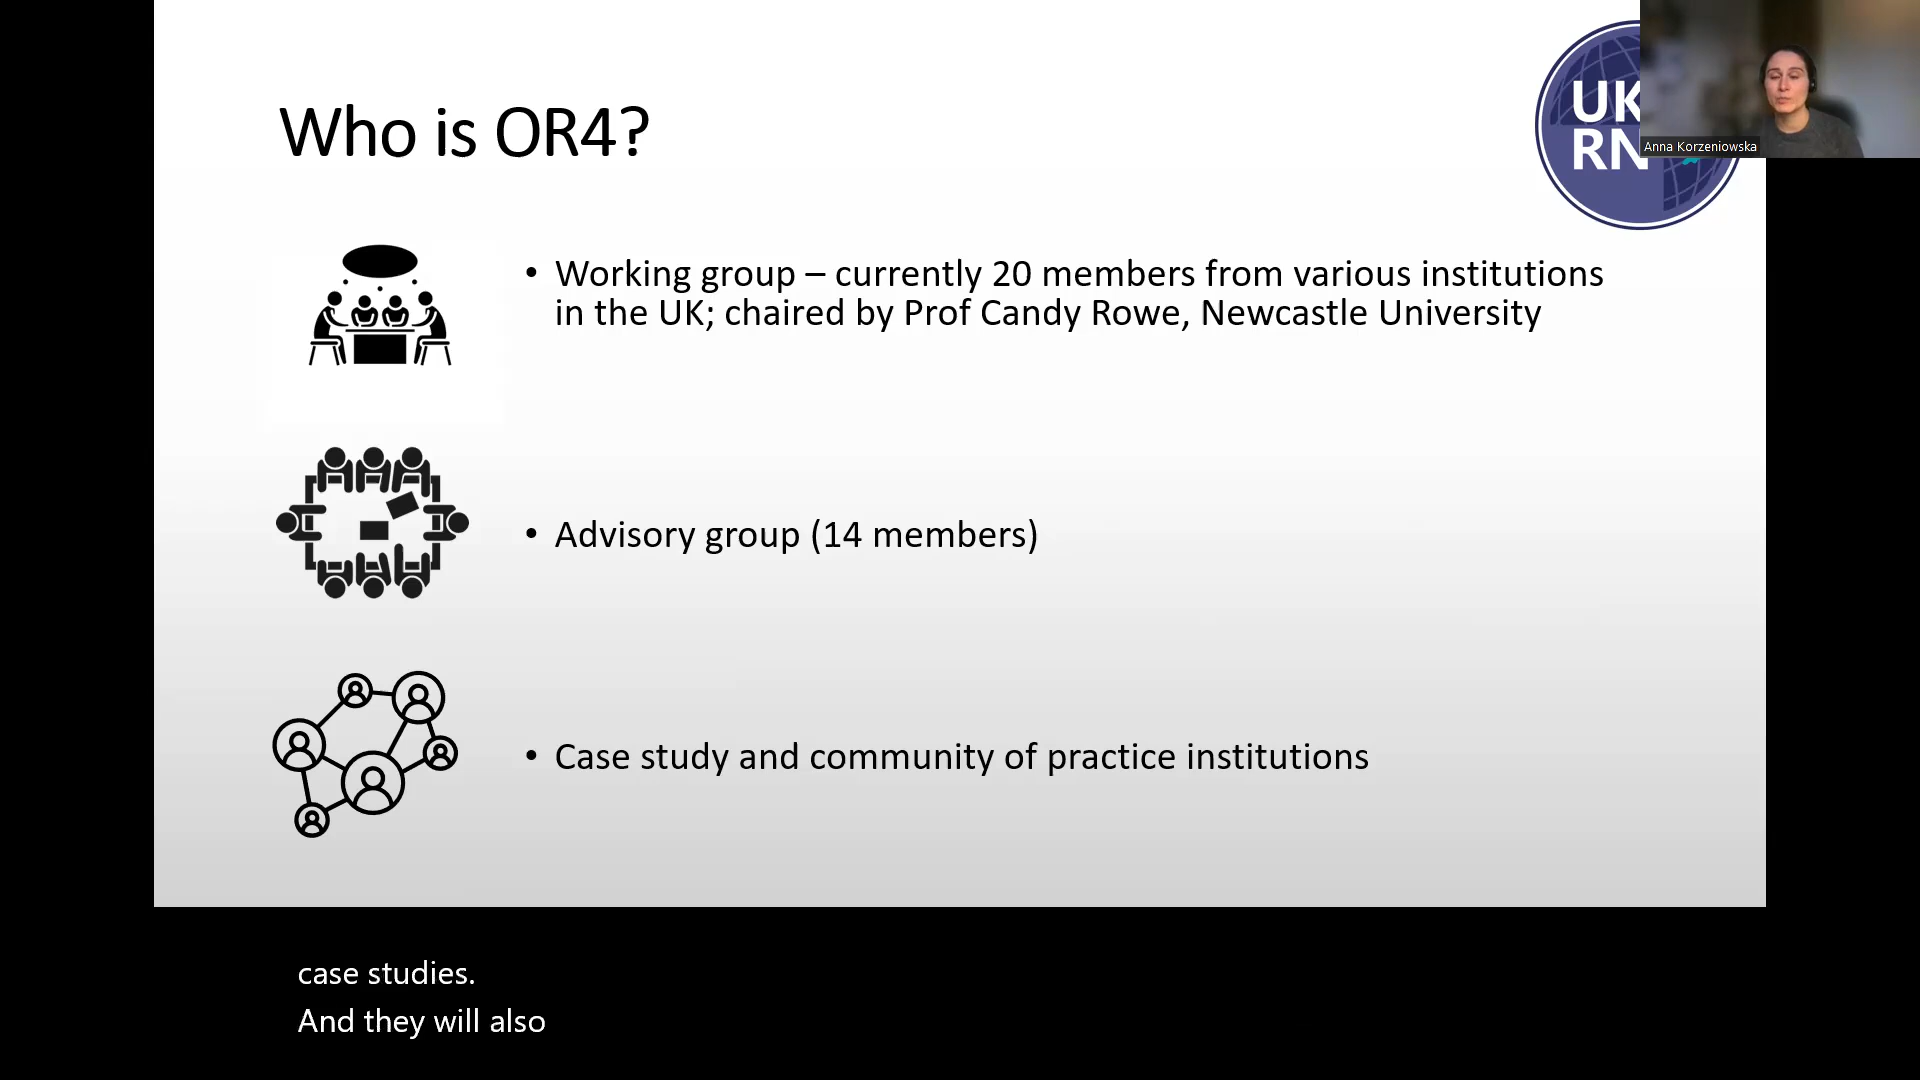 Who is OR4?
UK
RN
Anna Korzeniowska
• Working group – currently 20 members from various institutions
in the UK; chaired by Prof Candy Rowe, Newcastle University
• Advisory group (14 members)
• Case study and community of practice institutions
case studies.
And they will also